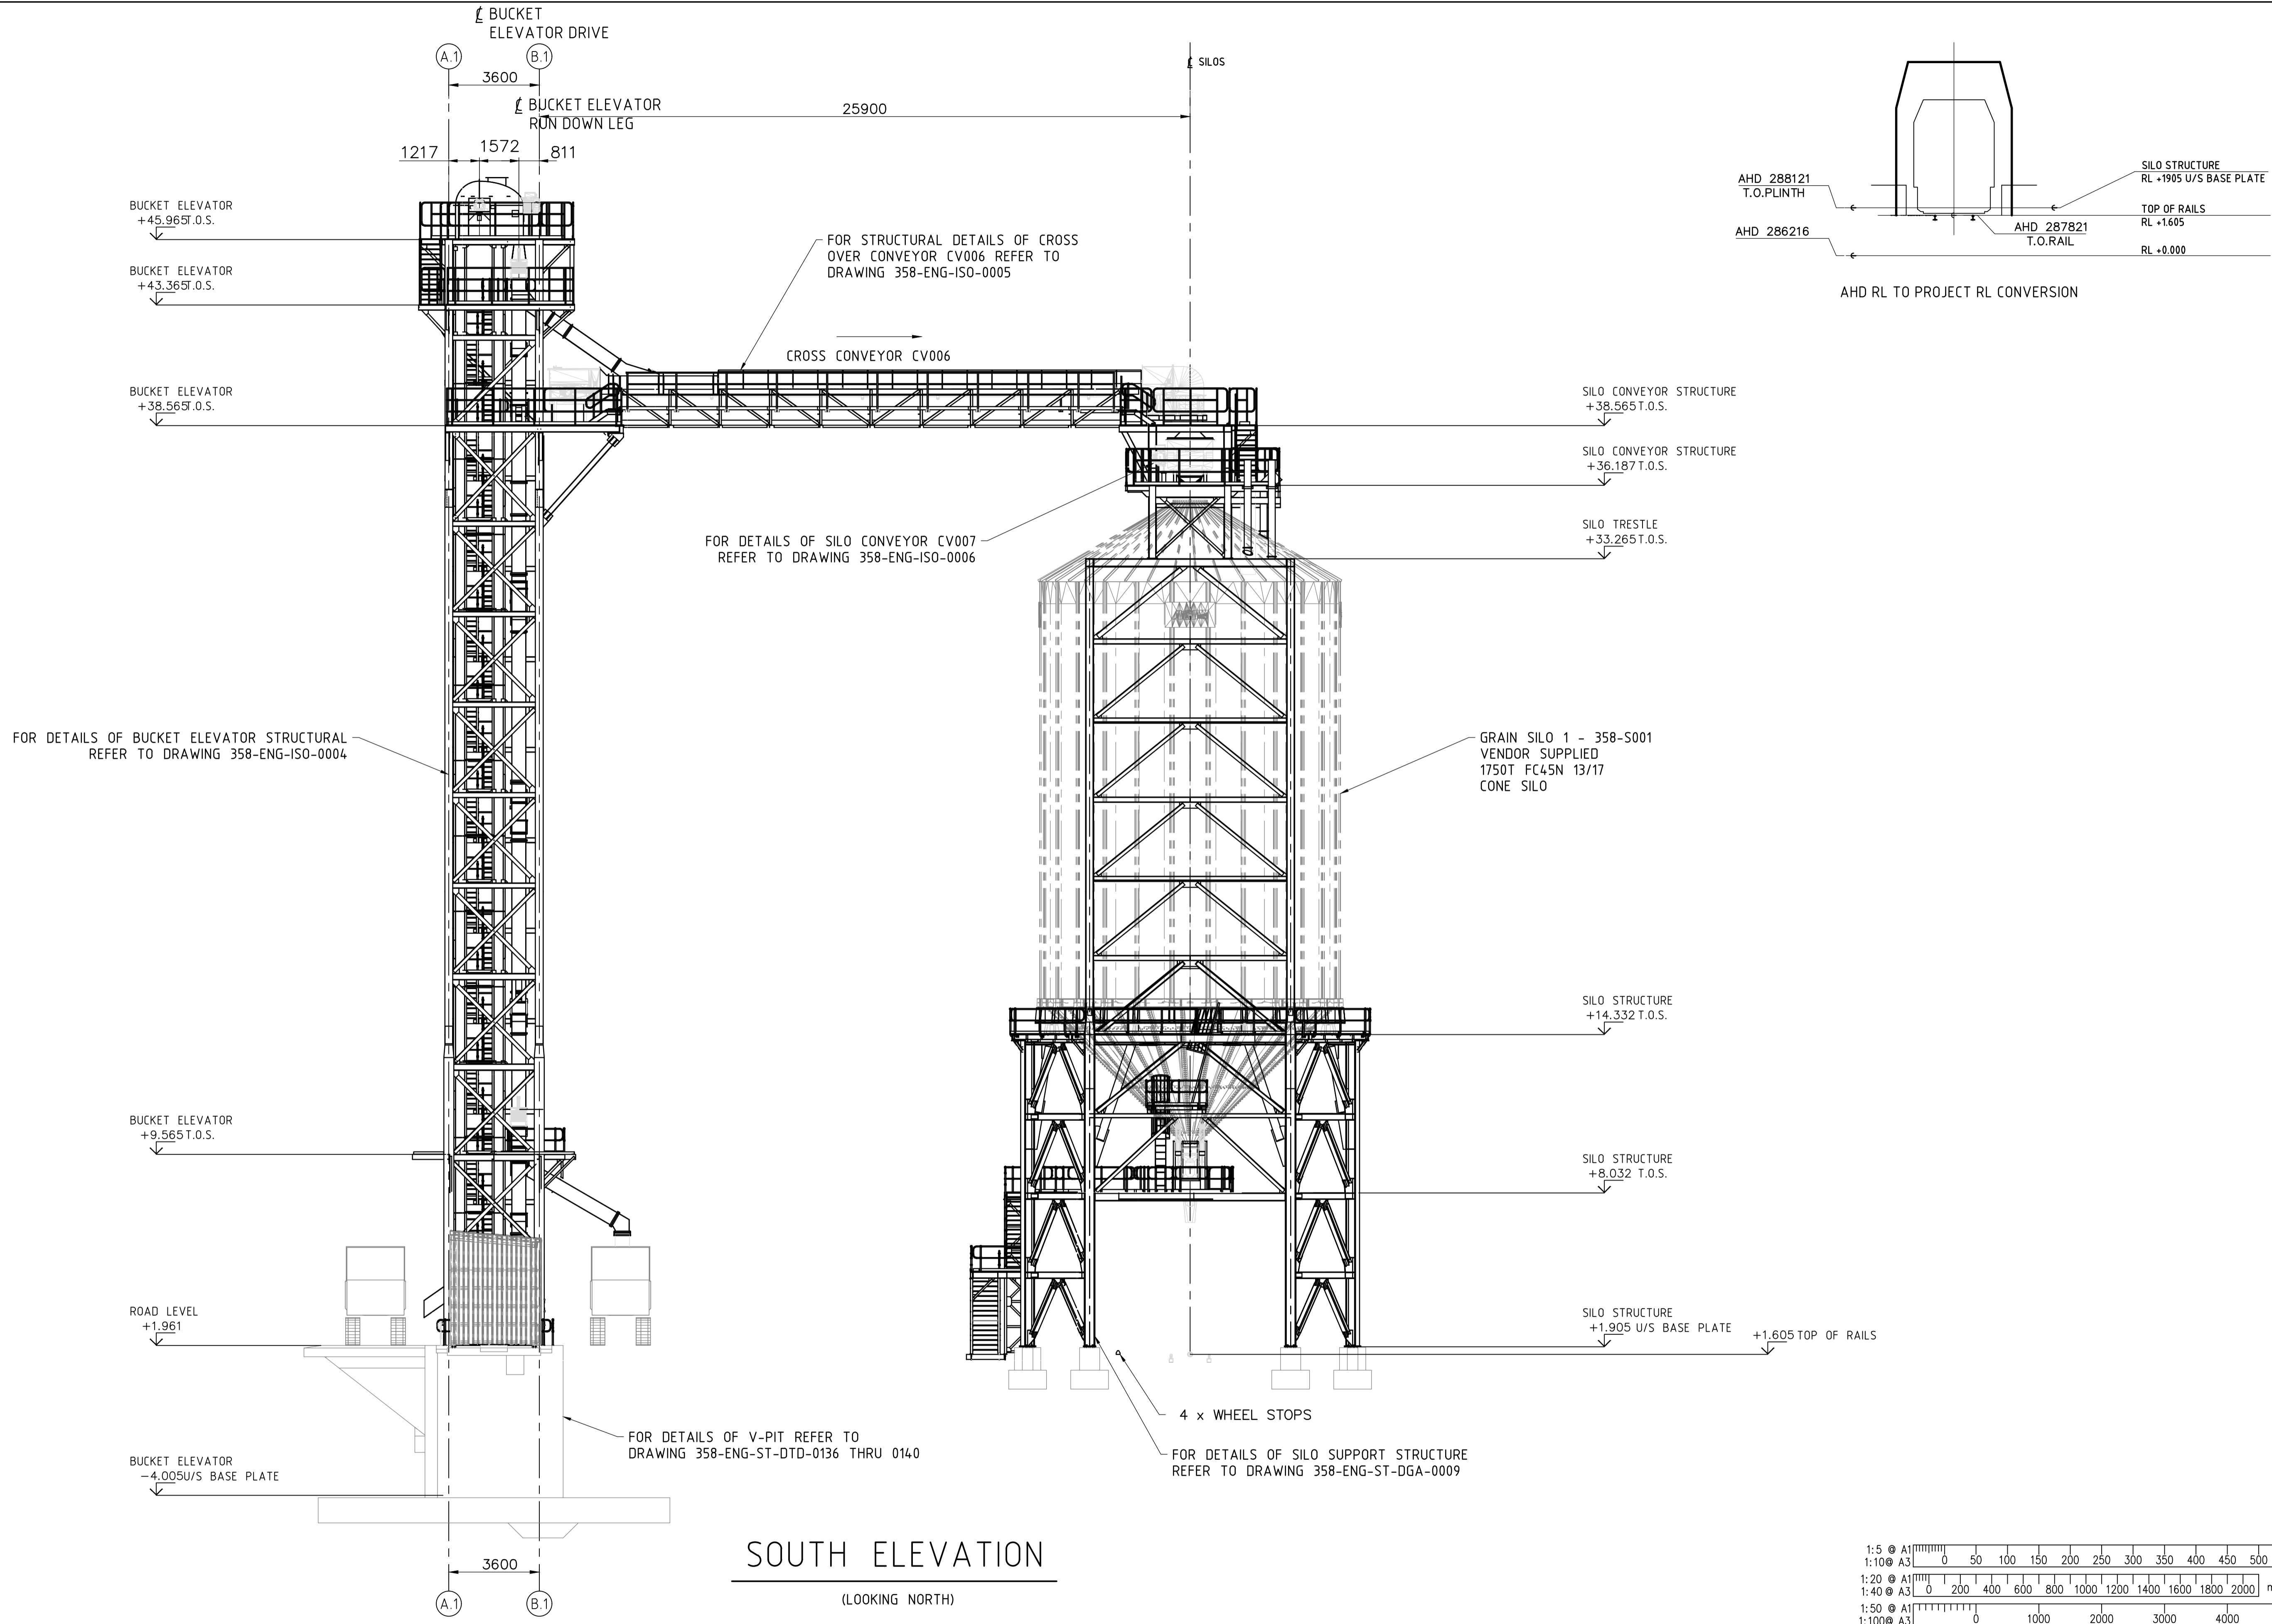 ℄ BUCKET
ELEVATOR DRIVE
A.1
B.1
3600
℄ SILOS
℄ BUCKET ELEVATOR
RUN DOWN LEG
25900
1217
1572
811
BUCKET ELEVATOR
+45.965T.O.S.
BUCKET ELEVATOR
+43.365T.O.S.
BUCKET ELEVATOR
+38.565T.O.S.
FOR STRUCTURAL DETAILS OF CROSS
OVER CONVEYOR CV006 REFER TO
DRAWING 358-ENG-ISO-0005
CROSS CONVEYOR CV006
AHD 288121
T.O.PLINTH
AHD 286216
SILO STRUCTURE
RL +1905 U/S BASE PLATE
TOP OF RAILS
RL +1.605
AHD 287821
T.O.RAIL
RL +0.000
AHD RL TO PROJECT RL CONVERSION
SILO CONVEYOR STRUCTURE
+38.565T.O.S.
SILO CONVEYOR STRUCTURE
+36.187T.O.S.
SILO TRESTLE
+33.265T.O.S.
FOR DETAILS OF SILO CONVEYOR CV007
REFER TO DRAWING 358-ENG-ISO-0006
FOR DETAILS OF BUCKET ELEVATOR STRUCTURAL
REFER TO DRAWING 358-ENG-ISO-0004
GRAIN SILO 1 - 358-S001
VENDOR SUPPLIED
1750T FC45N 13/17
CONE SILO
SILO STRUCTURE
+14.332T.O.S.
BUCKET ELEVATOR
+9.565T.O.S.
SILO STRUCTURE
+8.032 T.O.S.
ROAD LEVEL
+1.961
SILO STRUCTURE
+1.905 U/S BASE PLATE
+1.605 TOP OF RAILS
4 x WHEEL STOPS
FOR DETAILS OF V-PIT REFER TO
DRAWING 358-ENG-ST-DTD-0136 THRU 0140
FOR DETAILS OF SILO SUPPORT STRUCTURE
REFER TO DRAWING 358-ENG-ST-DGA-0009
BUCKET ELEVATOR
-4.005U/S BASE PLATE
3600
A.1
B.1
SOUTH ELEVATION
(LOOKING NORTH)
1:5 @ A1
1:10@ A3
0 50 100 150 200 250 300 350 400 450 500
1:20 @ A1
1:40 @ A3
0 200 400 600 800 1000 1200 1400 1600 1800 2000
1:50 @ A1
1:100@ A3
0 1000 2000 3000 4000